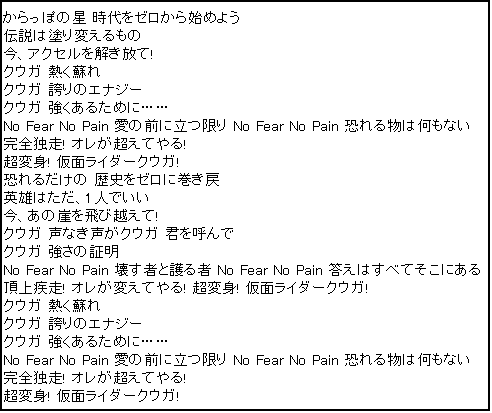 からっぽの星 時代をゼロから始めよう
伝説は塗り変えるもの
今、アクセルを解き放て!
クウガ 熱く蘇れ
クウガ 誇りのエナジー
クウガ 強くあるために……
No Fear No Pain 愛の前に立つ限り No Fear No Pain 恐れる物は何もない
完全独走! オレが超えてやる!
超変身! 仮面ライダークウガ!
恐れるだけの 歴史をゼロに巻き戻
英雄はただ、1人でいい
今、あの崖を飛び越えて!
クウガ 声なき声がクウガ 君を呼んで
クウガ 強さの証明
No Fear No Pain 壊す者と護る者 No Fear No Pain 答えはすべてそこにある
頂上疾走! オレが変えてやる! 超変身! 仮面ライダークウガ!
クウガ 熱く蘇れ
クウガ 誇りのエナジー
クウガ 強くあるために……
No Fear No Pain 愛の前に立つ限り No Fear No Pain 恐れる物は何もない
完全独走! オレが超えてやる!
超変身! 仮面ライダークウガ!